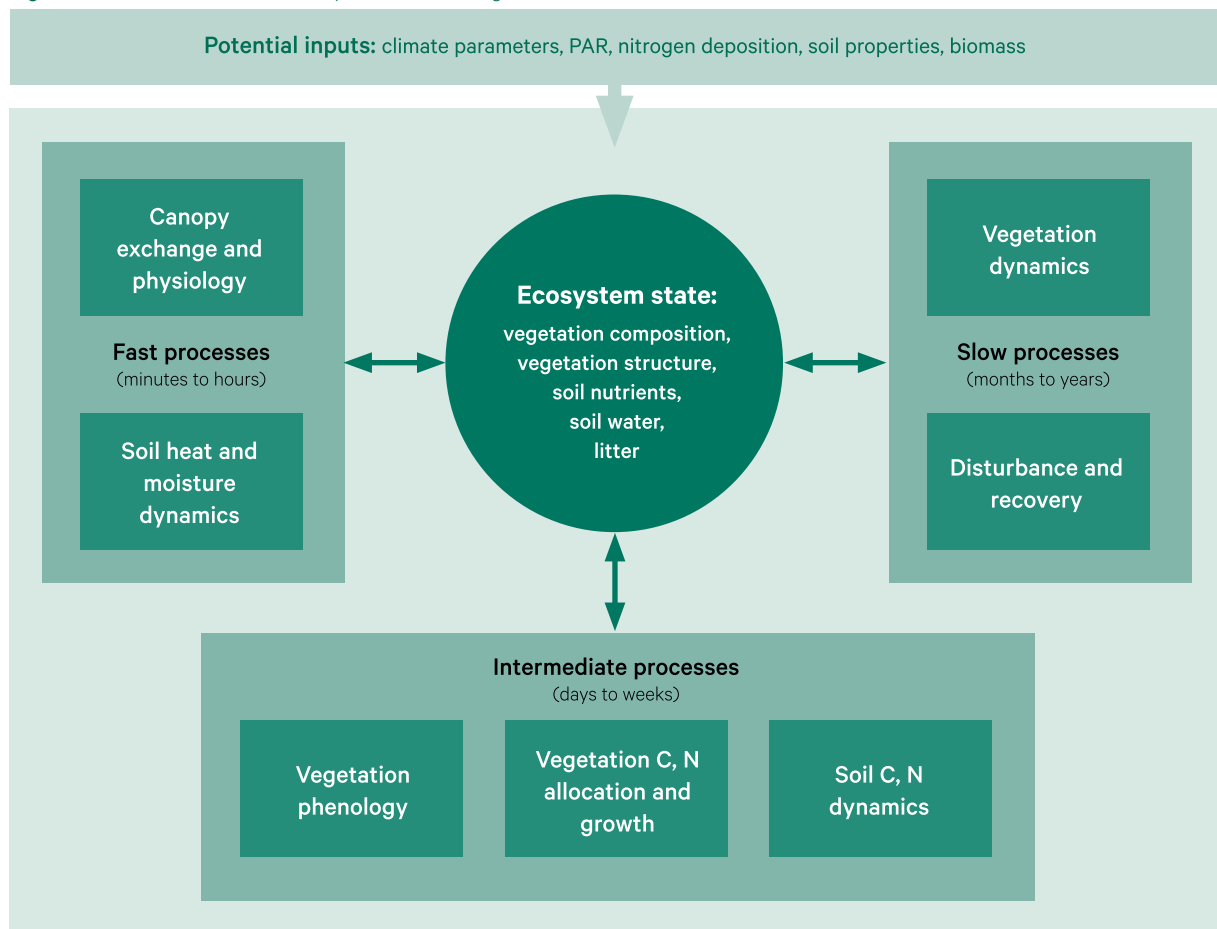 Potential inputs: climate parameters, PAR, nitrogen deposition, soil properties, biomass
Canopy
exchange and
physiology
Fast processes
(minutes to hours)
Soil heat and
moisture
dynamics
Ecosystem state:
vegetation composition,
vegetation structure,
soil nutrients,
soil water,
litter
Vegetation
dynamics
Slow processes
(months to years)
Disturbance and
recovery
Intermediate processes
(days to weeks)
Vegetation
phenology
Vegetation C, N
allocation and
growth
Soil C, N
dynamics